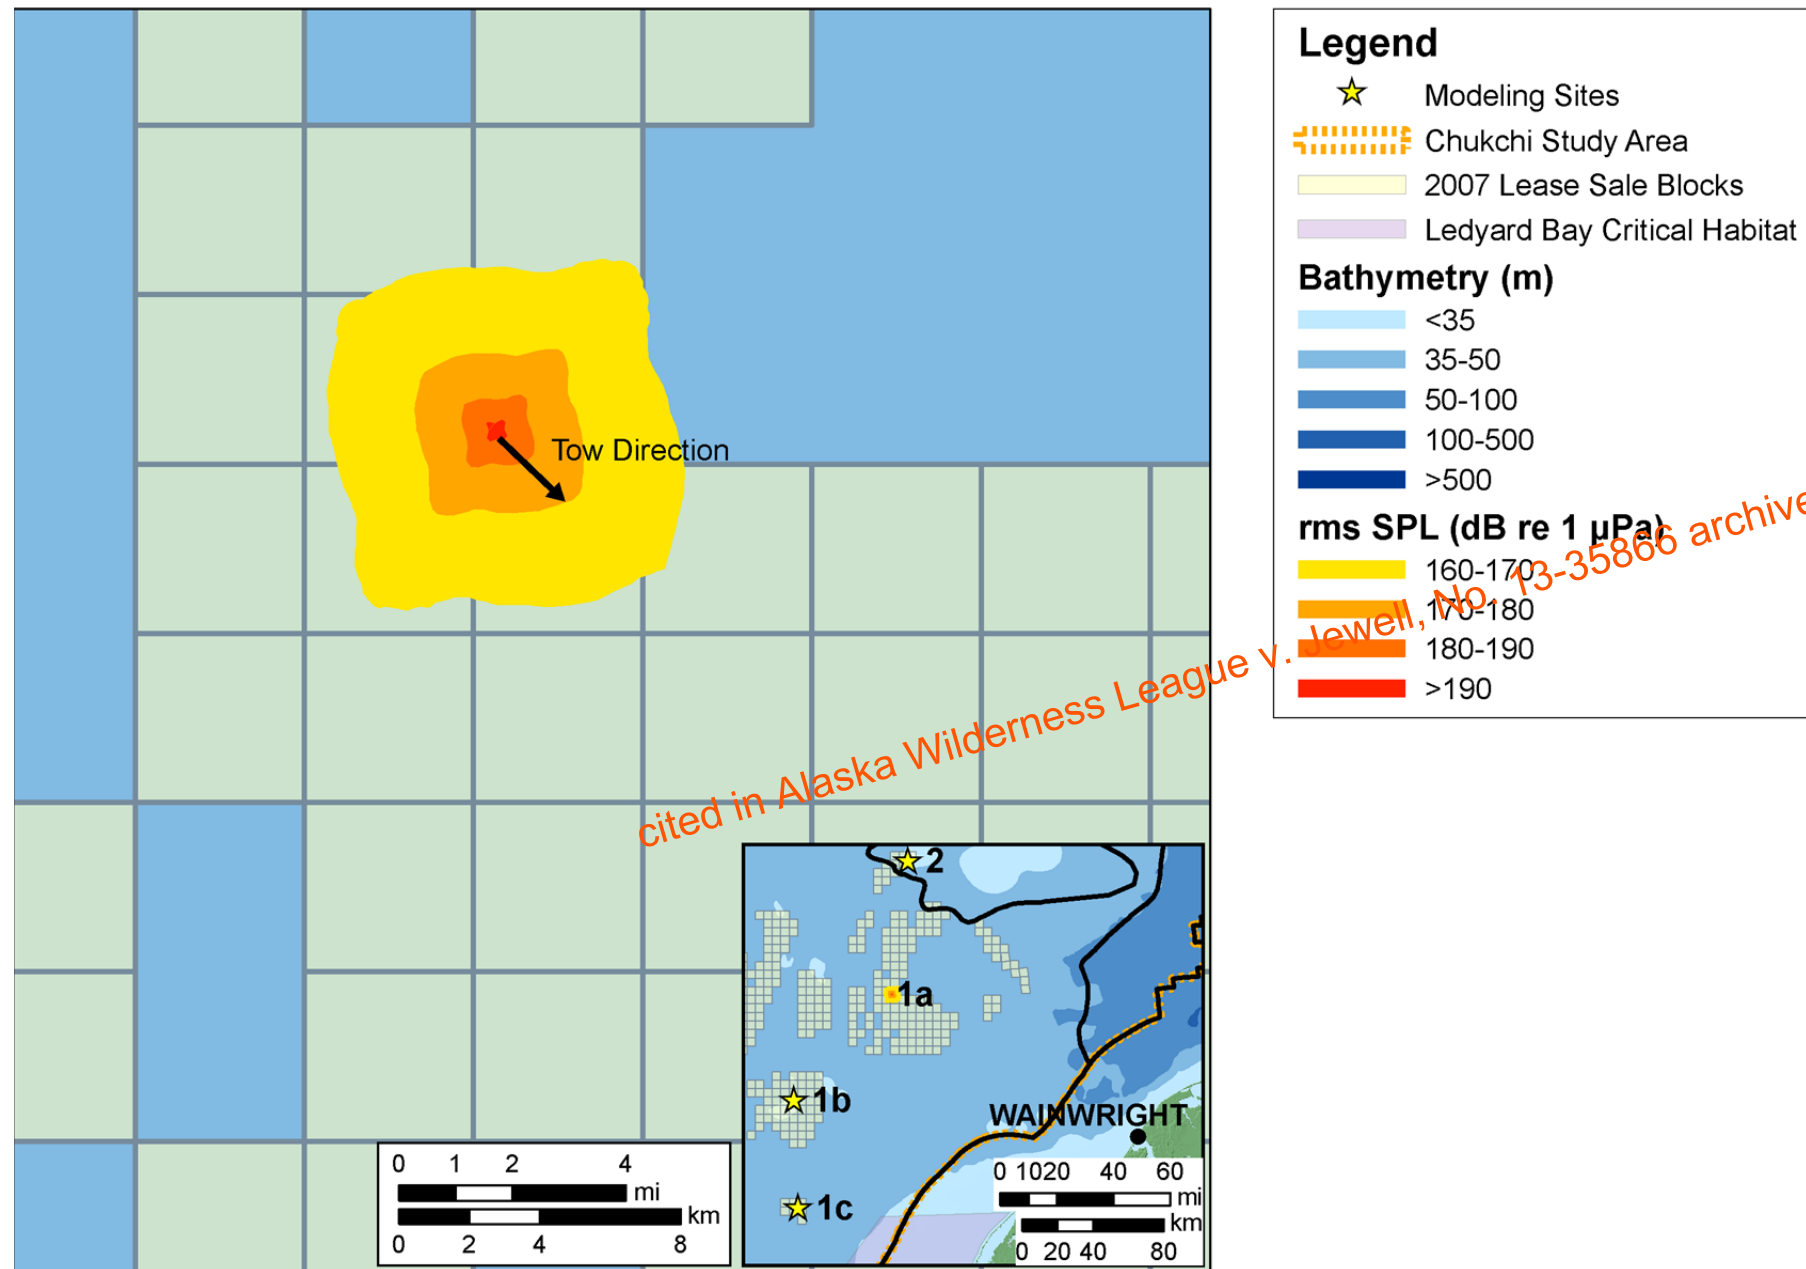 Legend
Modeling Sites
Chukchi Study Area
2007 Lease Sale Blocks
Ledyard Bay Critical Habitat
Bathymetry (m)
<35
35-50
50-100
100-500
>500
rms SPL (dB re 1 µPa)
160-170
170-180
180-190
>190
Tow Direction
cited in Alaska Wilderness League v. Jewell, No. 13-35866 archive
2
1a
1b
1c
WAINWRIGHT
0 1 2 4
mi
km
0 2 4 8
0 10 20 40 60
mi
km
0 20 40 80